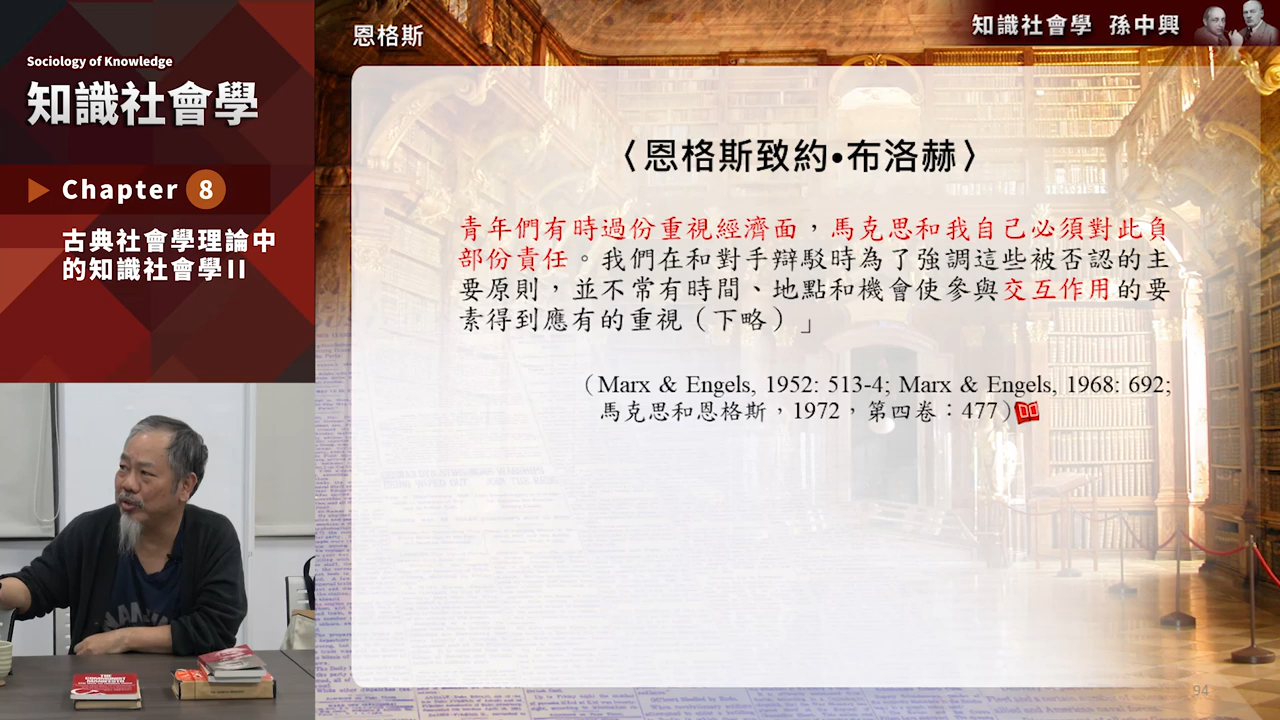 Sociology of Knowledge
知識社會學
Chapter 8
古典社會學理論中
的知識社會學II
恩格斯
知識社會學 孫中興
〈恩格斯致約•布洛赫〉
青年們有時過份重視經濟面，馬克思和我自己必須對此負
部份責任。我們在和對手辯駁時為了強調這些被否認的主
要原則，並不常有時間、地點和機會使參與交互作用的要
素得到應有的重視（下略）」
（Marx & Engels, 1952: 513-4; Marx & Engels, 1968: 692;
馬克思和恩格斯，1972，第四卷：477）
94